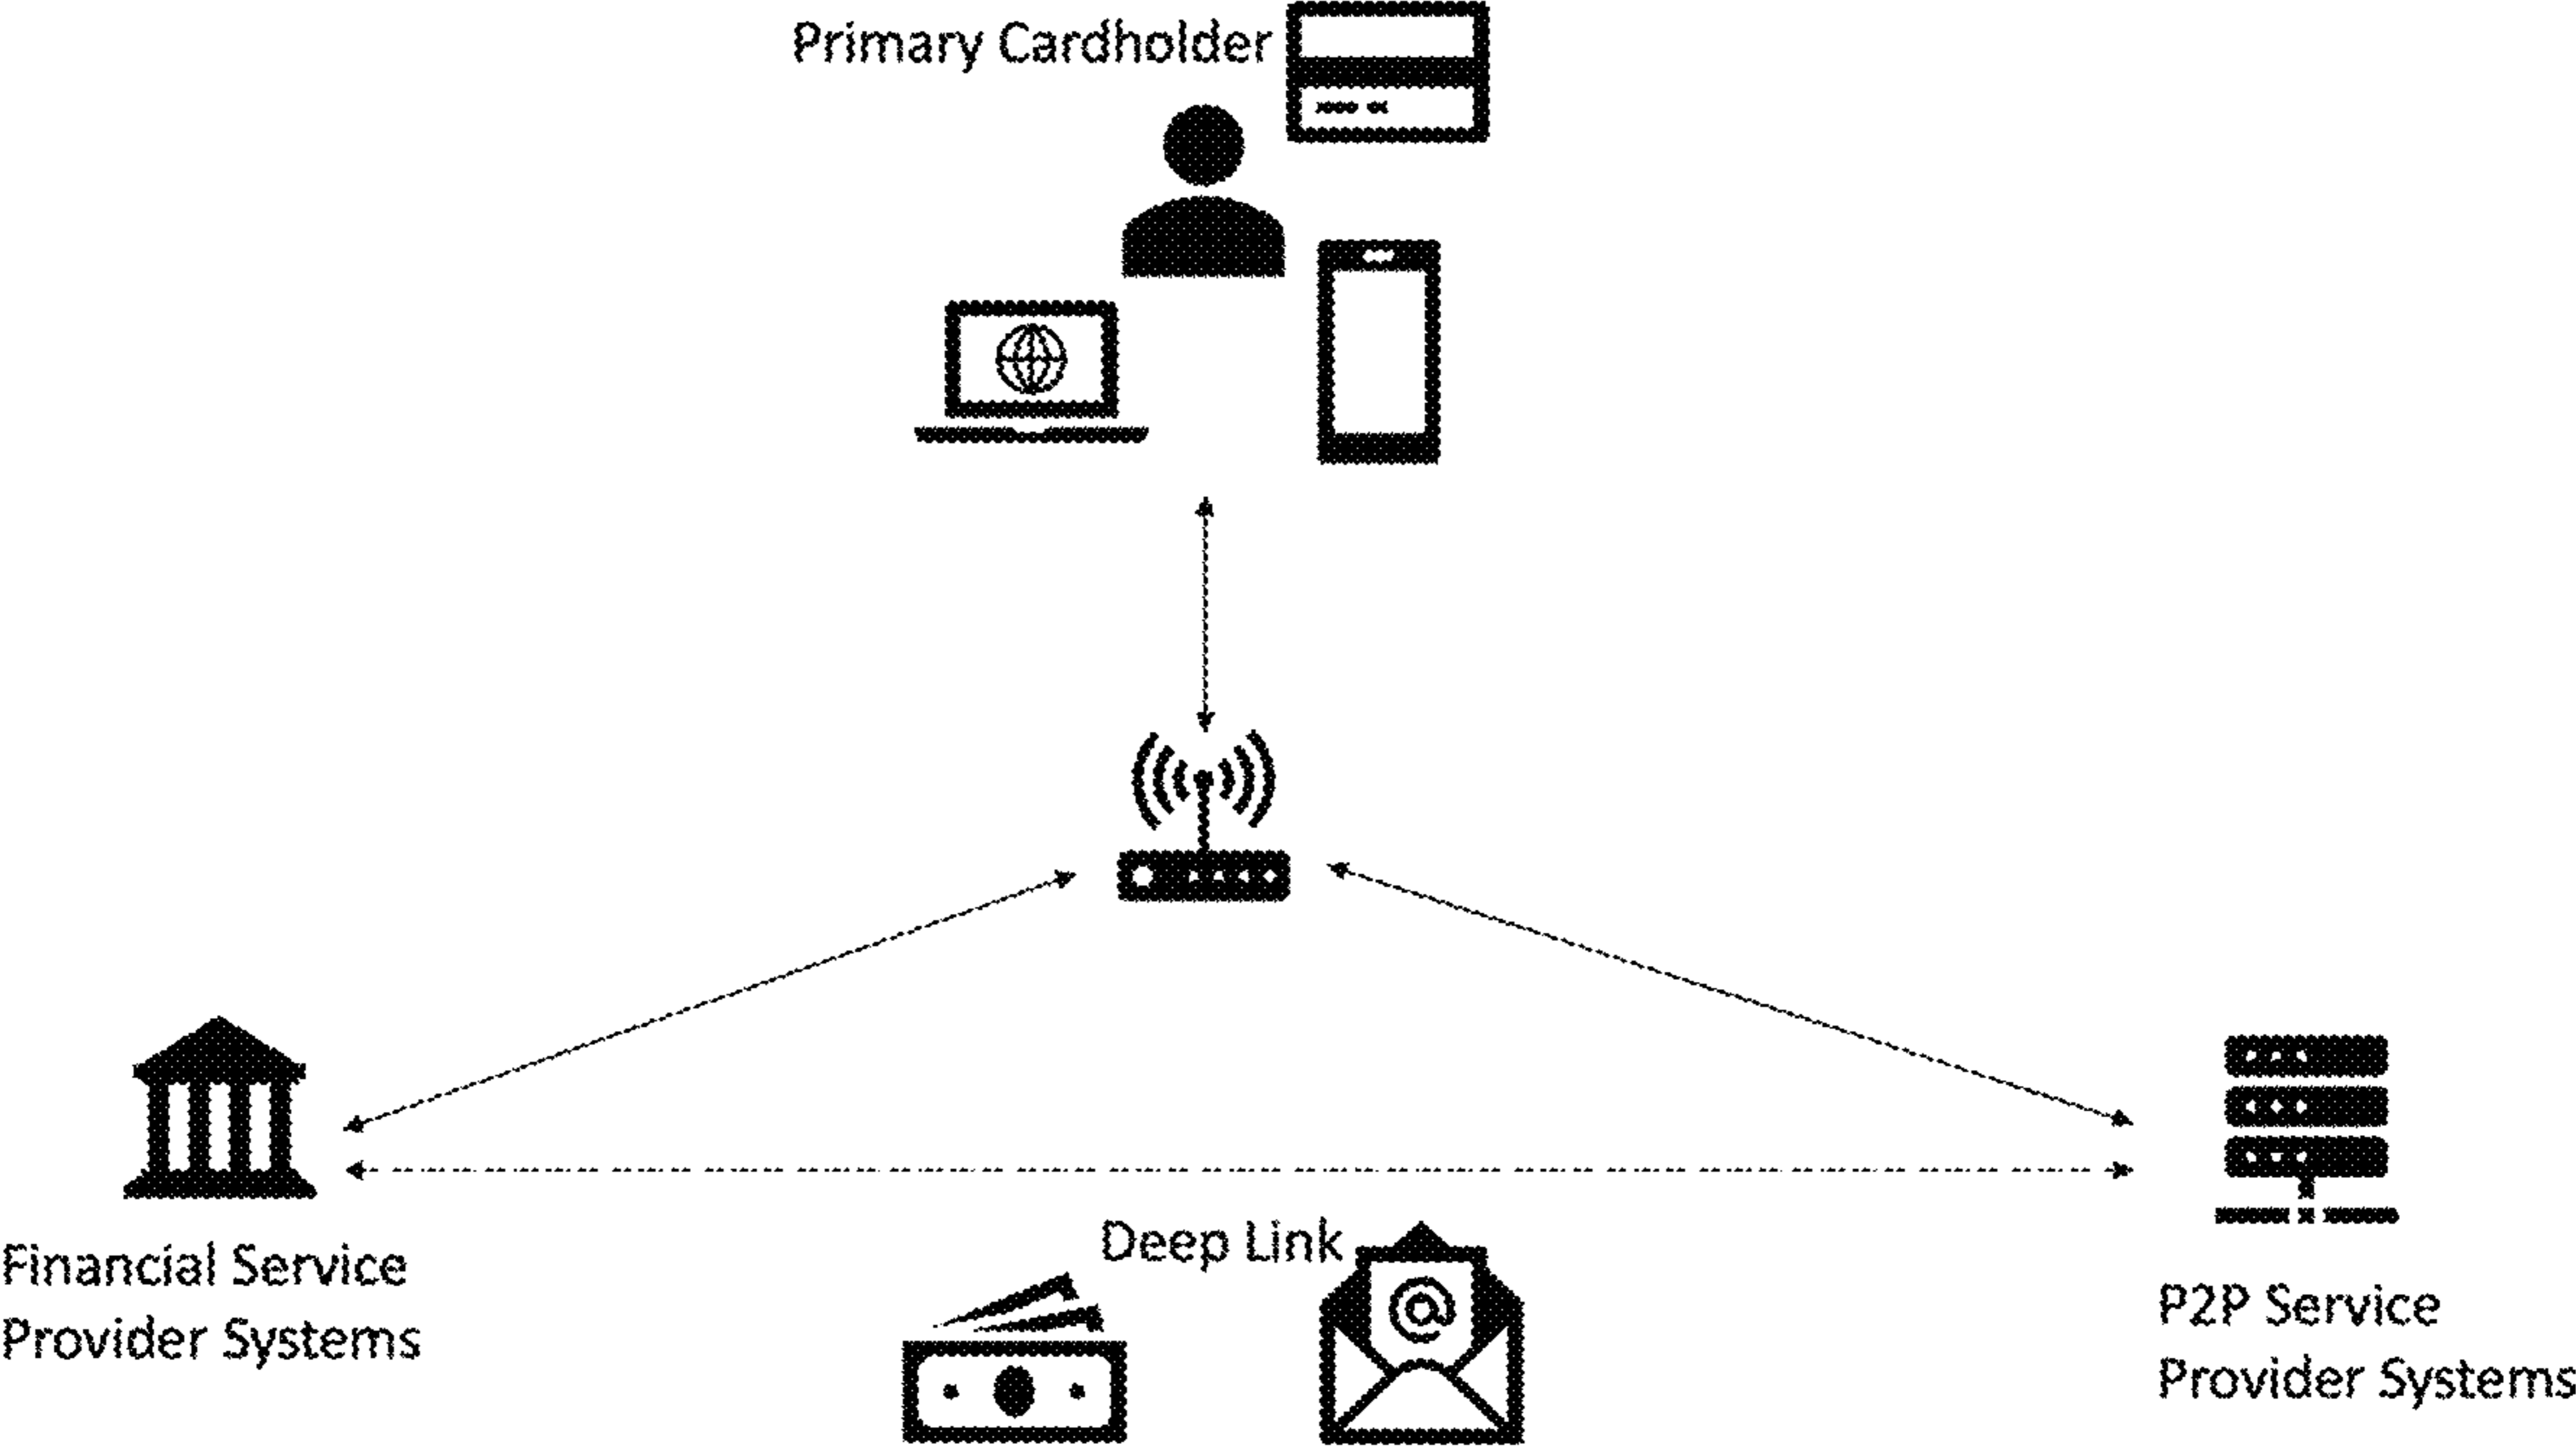 Primary Cardholder
Deep Link
Financial Service
Provider Systems
P2P Service
Provider Systems